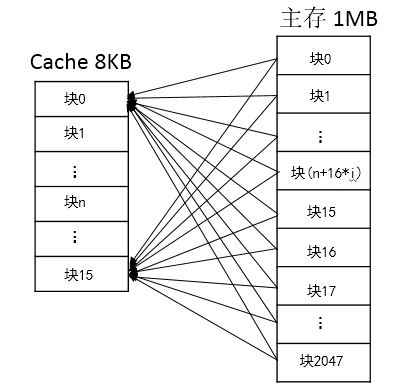 Cache 8KB
块0
块1
⋮
块n
⋮
块15
主存 1MB
块0
块1
⋮
块(n+16*i)
块15
块16
块17
⋮
块2047